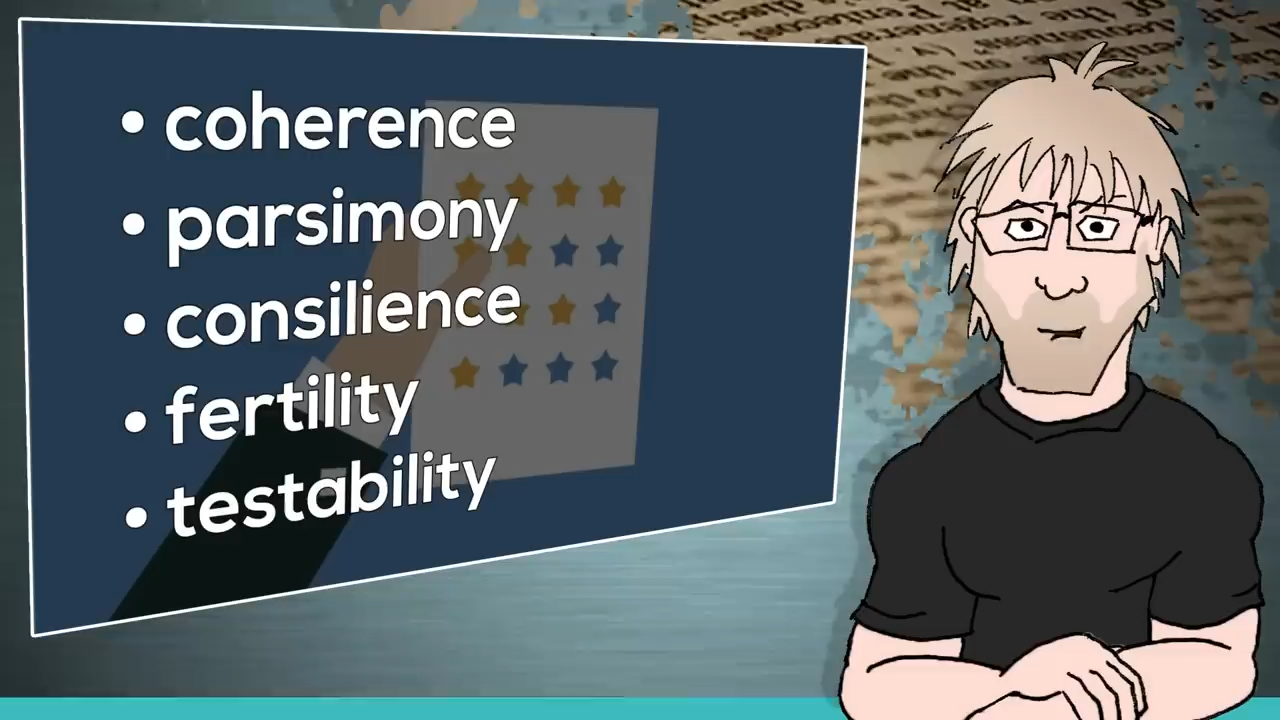 • coherence
• parsimony
• consilience
• fertility
• testability